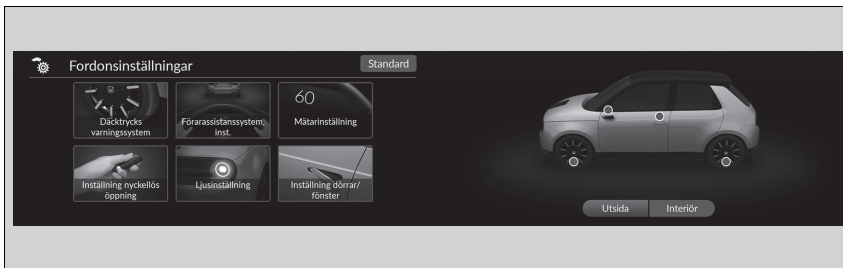 Fordonsinställningar
Standard
Däcktrycks
varningssystem
Förarassistanssystem,
inst.
60
Mätarinställning
Inställning nyckellös
öppning
Ljusinställning
Inställning dörrar/
fönster
Utsida
Interiör